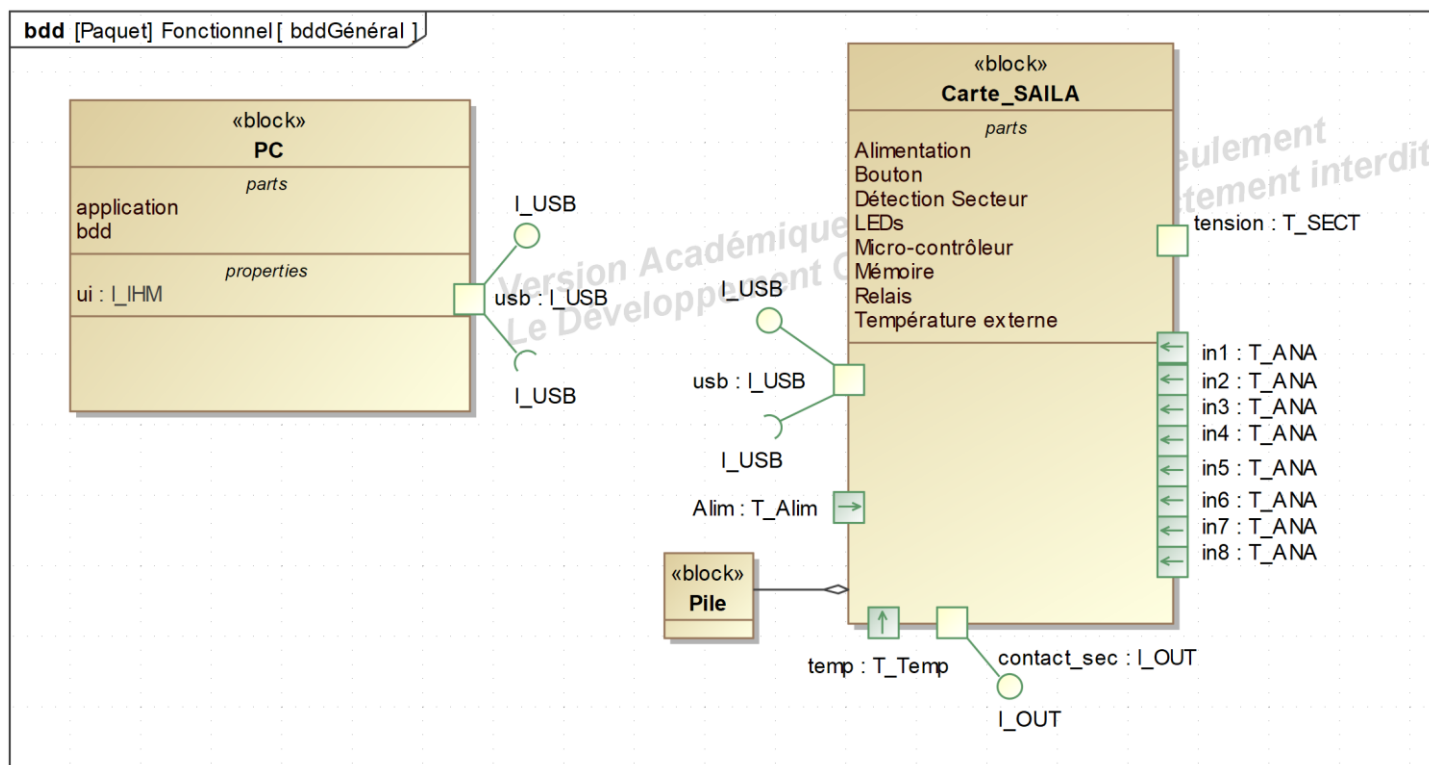 bdd [Paquet] Fonctionnel [ bddGénéral ]
«block»
PC
parts
application
bdd
properties
ui : I_IHM
I_USB
usb : I_USB
I_USB
«block»
Carte_SAILA
parts
Alimentation
Bouton
Détection Secteur
LEDs
Micro-contrôleur
Mémoire
Relais
Température externe
I_USB
usb : I_USB
I_USB
Alim : T_Alim
tension : T_SECT
in1 : T_ANA
in2 : T_ANA
in3 : T_ANA
in4 : T_ANA
in5 : T_ANA
in6 : T_ANA
in7 : T_ANA
in8 : T_ANA
«block»
Pile
temp : T_Temp
contact_sec : I_OUT
I_OUT
Version Académique
Le Développement
interdit